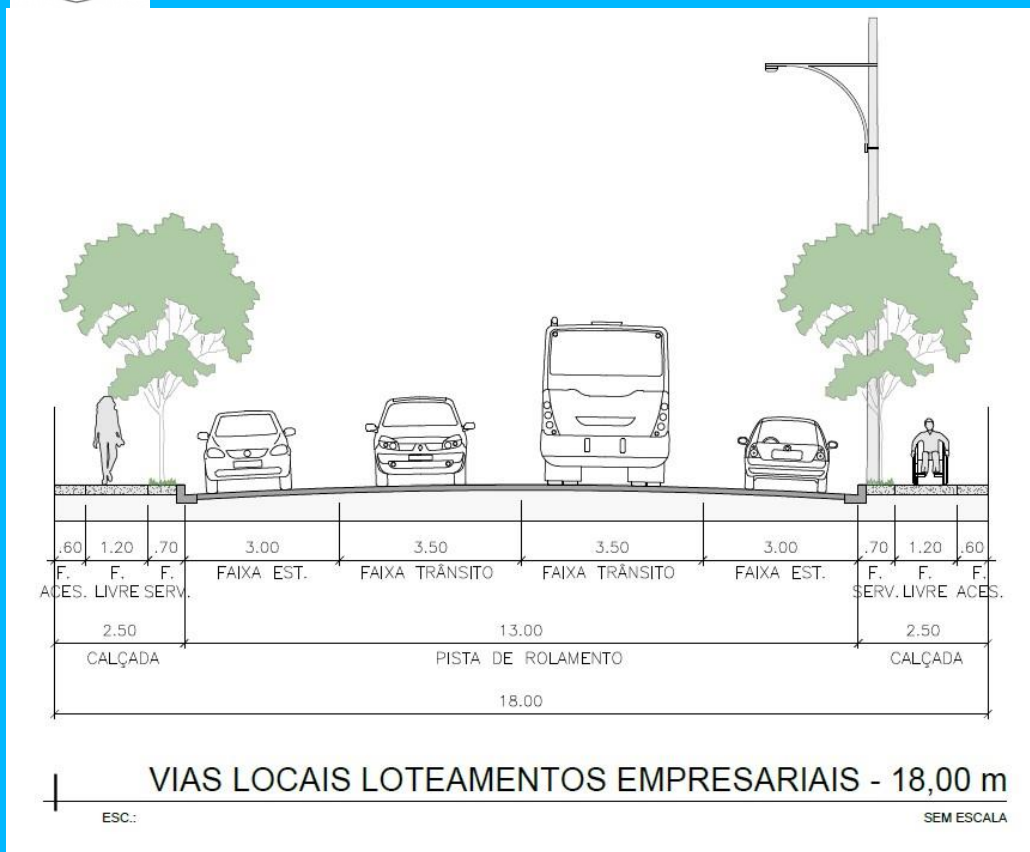 .60 1.20 .70 3.00 3.50 3.50 3.00 .70 1.20 .60
F. F. F. FAIXA EST. FAIXA TRÂNSITO FAIXA TRÂNSITO FAIXA EST. F. F. F.
ACES. LIVRE SERV. SERV. LIVRE ACES.
2.50 13.00 2.50
CALÇADA PISTA DE ROLAMENTO CALÇADA
18.00
VIAS LOCAIS LOTEAMENTOS EMPRESARIAIS - 18,00 m
ESC.: SEM ESCALA